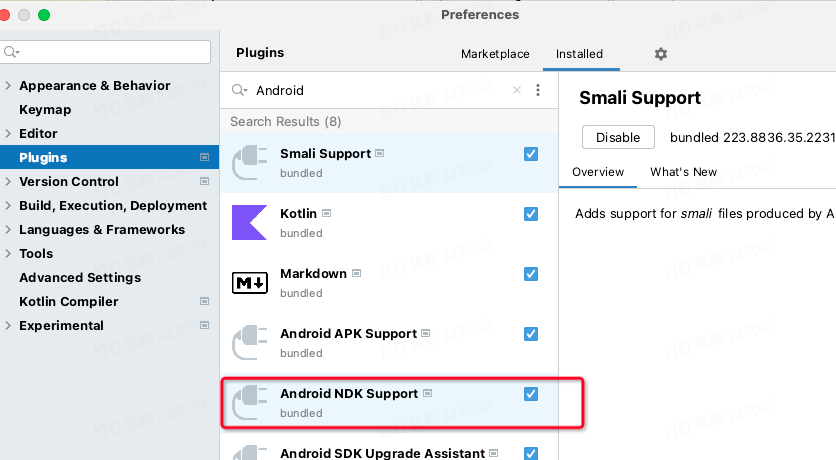 Preferences
Plugins
Marketplace
Installed
Appearance & Behavior
Keymap
Editor
Plugins
Version Control
Build, Execution, Deployment
Languages & Frameworks
Tools
Advanced Settings
Kotlin Compiler
Experimental
Android
Search Results (8)
Smali Support
bundled
Kotlin
bundled
Markdown
bundled
Android APK Support
bundled
Android NDK Support
bundled
Android SDK Upgrade Assistant
Smali Support
Disable
bundled 223.8836.35.2231
Overview
What's New
Adds support for smali files produced by A